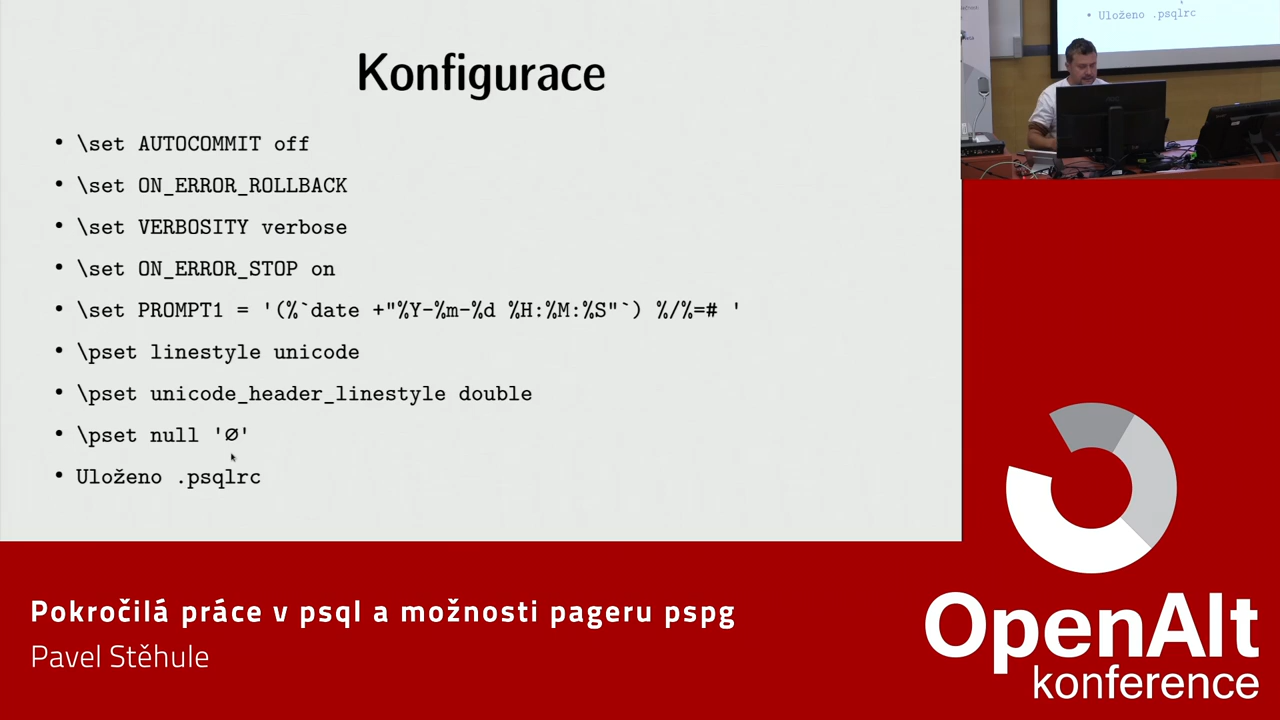 Konfigurace
• \set AUTOCOMMIT off
• \set ON_ERROR_ROLLBACK
• \set VERBOSITY verbose
• \set ON_ERROR_STOP on
• \set PROMPT1 = '(%`date +"%Y-%m-%d %H:%M:%S"`) %/%=# '
• \pset linestyle unicode
• \pset unicode_header_linestyle double
• \pset null '∅'
• Uloženo .psqlrc
• Uloženo .psqlrc
Pokročilá práce v psql a možnosti pageru pspg
Pavel Stěhule
OpenAlt
konference